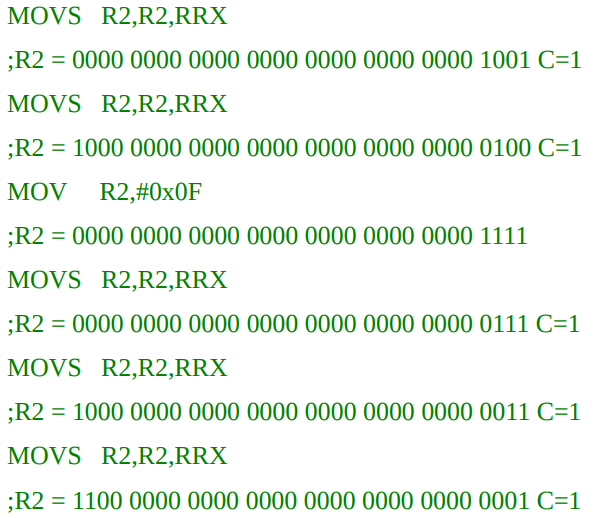 MOVS R2,R2,RRX
;R2 = 0000 0000 0000 0000 0000 0000 0000 1001 C=1
MOVS R2,R2,RRX
;R2 = 1000 0000 0000 0000 0000 0000 0000 0100 C=1
MOV R2,#0x0F
;R2 = 0000 0000 0000 0000 0000 0000 0000 1111
MOVS R2,R2,RRX
;R2 = 0000 0000 0000 0000 0000 0000 0000 0111 C=1
MOVS R2,R2,RRX
;R2 = 1000 0000 0000 0000 0000 0000 0000 0011 C=1
MOVS R2,R2,RRX
;R2 = 1100 0000 0000 0000 0000 0000 0000 0001 C=1